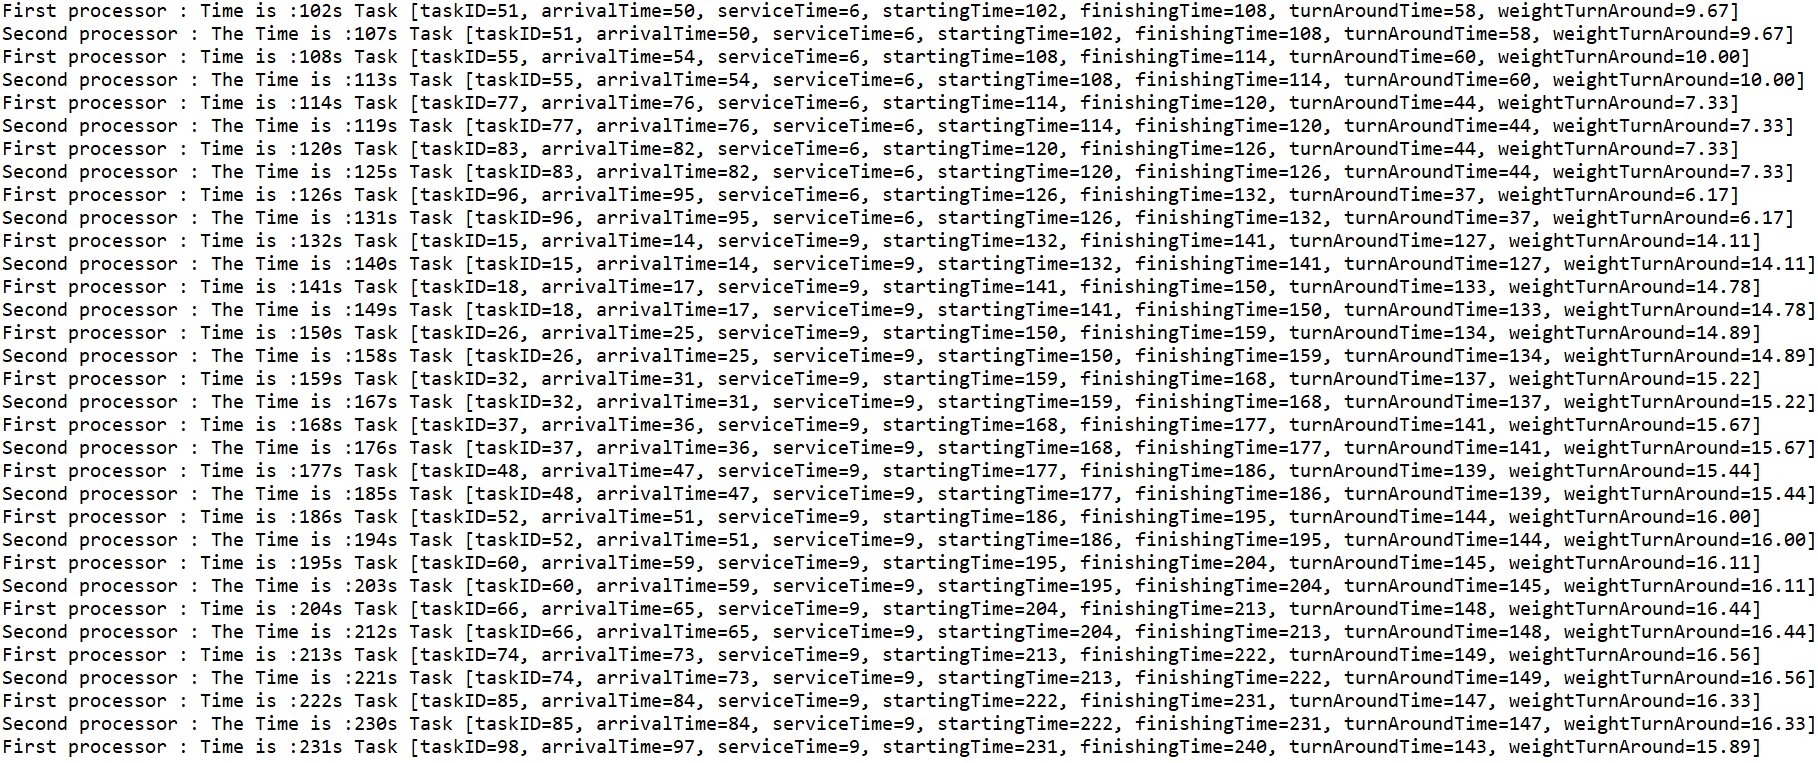 First processor : Time is :102s Task [taskID=51, arrivalTime=50, serviceTime=6, startingTime=102, finishingTime=108, turnAroundTime=58, weightTurnAround=9.67]
Second processor : The Time is :107s Task [taskID=51, arrivalTime=50, serviceTime=6, startingTime=102, finishingTime=108, turnAroundTime=58, weightTurnAround=9.67]
First processor : Time is :108s Task [taskID=55, arrivalTime=54, serviceTime=6, startingTime=108, finishingTime=114, turnAroundTime=60, weightTurnAround=10.00]
Second processor : The Time is :113s Task [taskID=55, arrivalTime=54, serviceTime=6, startingTime=108, finishingTime=114, turnAroundTime=60, weightTurnAround=10.00]
First processor : Time is :114s Task [taskID=77, arrivalTime=76, serviceTime=6, startingTime=114, finishingTime=120, turnAroundTime=44, weightTurnAround=7.33]
Second processor : The Time is :119s Task [taskID=77, arrivalTime=76, serviceTime=6, startingTime=114, finishingTime=120, turnAroundTime=44, weightTurnAround=7.33]
First processor : Time is :120s Task [taskID=83, arrivalTime=82, serviceTime=6, startingTime=120, finishingTime=126, turnAroundTime=44, weightTurnAround=7.33]
Second processor : The Time is :125s Task [taskID=83, arrivalTime=82, serviceTime=6, startingTime=120, finishingTime=126, turnAroundTime=44, weightTurnAround=7.33]
First processor : Time is :126s Task [taskID=96, arrivalTime=95, serviceTime=6, startingTime=126, finishingTime=132, turnAroundTime=37, weightTurnAround=6.17]
Second processor : The Time is :131s Task [taskID=96, arrivalTime=95, serviceTime=6, startingTime=126, finishingTime=132, turnAroundTime=37, weightTurnAround=6.17]
First processor : Time is :132s Task [taskID=15, arrivalTime=14, serviceTime=9, startingTime=132, finishingTime=141, turnAroundTime=127, weightTurnAround=14.11]
Second processor : The Time is :140s Task [taskID=15, arrivalTime=14, serviceTime=9, startingTime=132, finishingTime=141, turnAroundTime=127, weightTurnAround=14.11]
First processor : Time is :141s Task [taskID=18, arrivalTime=17, serviceTime=9, startingTime=141, finishingTime=150, turnAroundTime=133, weightTurnAround=14.78]
Second processor : The Time is :149s Task [taskID=18, arrivalTime=17, serviceTime=9, startingTime=141, finishingTime=150, turnAroundTime=133, weightTurnAround=14.78]
First processor : Time is :150s Task [taskID=26, arrivalTime=25, serviceTime=9, startingTime=150, finishingTime=159, turnAroundTime=134, weightTurnAround=14.89]
Second processor : The Time is :158s Task [taskID=26, arrivalTime=25, serviceTime=9, startingTime=150, finishingTime=159, turnAroundTime=134, weightTurnAround=14.89]
First processor : Time is :159s Task [taskID=32, arrivalTime=31, serviceTime=9, startingTime=159, finishingTime=168, turnAroundTime=137, weightTurnAround=15.22]
Second processor : The Time is :167s Task [taskID=32, arrivalTime=31, serviceTime=9, startingTime=159, finishingTime=168, turnAroundTime=137, weightTurnAround=15.22]
First processor : Time is :168s Task [taskID=37, arrivalTime=36, serviceTime=9, startingTime=168, finishingTime=177, turnAroundTime=141, weightTurnAround=15.67]
Second processor : The Time is :176s Task [taskID=37, arrivalTime=36, serviceTime=9, startingTime=168, finishingTime=177, turnAroundTime=141, weightTurnAround=15.67]
First processor : Time is :177s Task [taskID=48, arrivalTime=47, serviceTime=9, startingTime=177, finishingTime=186, turnAroundTime=139, weightTurnAround=15.44]
Second processor : The Time is :185s Task [taskID=48, arrivalTime=47, serviceTime=9, startingTime=177, finishingTime=186, turnAroundTime=139, weightTurnAround=15.44]
First processor : Time is :186s Task [taskID=52, arrivalTime=51, serviceTime=9, startingTime=186, finishingTime=195, turnAroundTime=144, weightTurnAround=16.00]
Second processor : The Time is :194s Task [taskID=52, arrivalTime=51, serviceTime=9, startingTime=186, finishingTime=195, turnAroundTime=144, weightTurnAround=16.00]
First processor : Time is :195s Task [taskID=60, arrivalTime=59, serviceTime=9, startingTime=195, finishingTime=204, turnAroundTime=145, weightTurnAround=16.11]
Second processor : The Time is :203s Task [taskID=60, arrivalTime=59, serviceTime=9, startingTime=195, finishingTime=204, turnAroundTime=145, weightTurnAround=16.11]
First processor : Time is :204s Task [taskID=66, arrivalTime=65, serviceTime=9, startingTime=204, finishingTime=213, turnAroundTime=148, weightTurnAround=16.44]
Second processor : The Time is :212s Task [taskID=66, arrivalTime=65, serviceTime=9, startingTime=204, finishingTime=213, turnAroundTime=148, weightTurnAround=16.44]
First processor : Time is :213s Task [taskID=74, arrivalTime=73, serviceTime=9, startingTime=213, finishingTime=222, turnAroundTime=149, weightTurnAround=16.56]
Second processor : The Time is :221s Task [taskID=74, arrivalTime=73, serviceTime=9, startingTime=213, finishingTime=222, turnAroundTime=149, weightTurnAround=16.56]
First processor : Time is :222s Task [taskID=85, arrivalTime=84, serviceTime=9, startingTime=222, finishingTime=231, turnAroundTime=147, weightTurnAround=16.33]
Second processor : The Time is :230s Task [taskID=85, arrivalTime=84, serviceTime=9, startingTime=222, finishingTime=231, turnAroundTime=147, weightTurnAround=16.33]
First processor : Time is :231s Task [taskID=98, arrivalTime=97, serviceTime=9, startingTime=231, finishingTime=240, turnAroundTime=143, weightTurnAround=15.89]